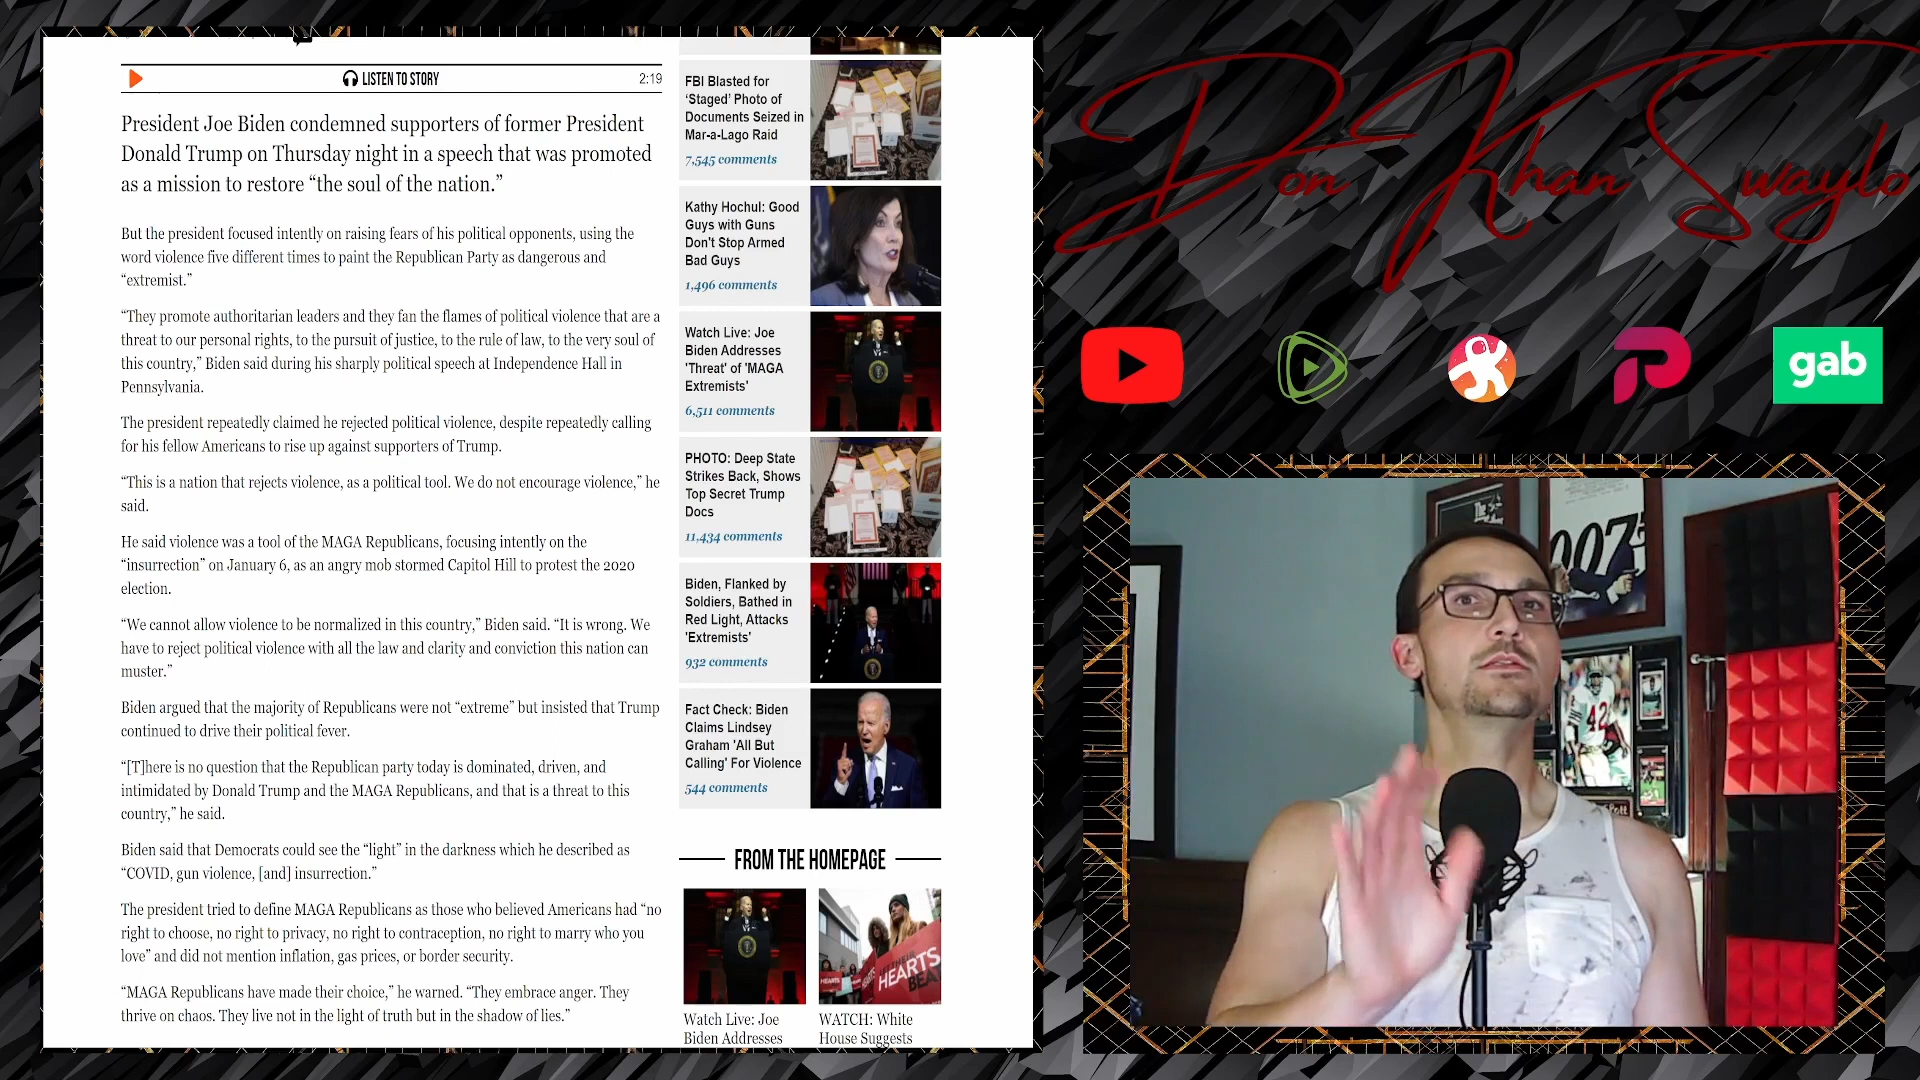 LISTEN TO STORY
2:19
President Joe Biden condemned supporters of former President
Donald Trump on Thursday night in a speech that was promoted
as a mission to restore “the soul of the nation.”
But the president focused intently on raising fears of his political opponents, using the
word violence five different times to paint the Republican Party as dangerous and
“extremist.”
“They promote authoritarian leaders and they fan the flames of political violence that are a
threat to our personal rights, to the pursuit of justice, to the rule of law, to the very soul of
this country,” Biden said during his sharply political speech at Independence Hall in
Pennsylvania.
The president repeatedly claimed he rejected political violence, despite repeatedly calling
for his fellow Americans to rise up against supporters of Trump.
“This is a nation that rejects violence, as a political tool. We do not encourage violence,” he
said.
He said violence was a tool of the MAGA Republicans, focusing intently on the
“insurrection” on January 6, as an angry mob stormed Capitol Hill to protest the 2020
election.
“We cannot allow violence to be normalized in this country,” Biden said. “It is wrong. We
have to reject political violence with all the law and clarity and conviction this nation can
muster.”
Biden argued that the majority of Republicans were not “extreme” but insisted that Trump
continued to drive their political fever.
“[T]here is no question that the Republican party today is dominated, driven, and
intimidated by Donald Trump and the MAGA Republicans, and that is a threat to this
country,” he said.
Biden said that Democrats could see the “light” in the darkness which he described as
“COVID, gun violence, [and] insurrection.”
The president tried to define MAGA Republicans as those who believed Americans had “no
right to choose, no right to privacy, no right to contraception, no right to marry who you
love” and did not mention inflation, gas prices, or border security.
“MAGA Republicans have made their choice,” he warned. “They embrace anger. They
thrive on chaos. They live not in the light of truth but in the shadow of lies.”
FBI Blasted for
‘Staged’ Photo of
Documents Seized in
Mar-a-Lago Raid
7,545 comments
Kathy Hochul: Good
Guys with Guns
Don't Stop Armed
Bad Guys
1,496 comments
Watch Live: Joe
Biden Addresses
'Threat' of 'MAGA
Extremists'
6,511 comments
PHOTO: Deep State
Strikes Back, Shows
Top Secret Trump
Docs
11,434 comments
Biden, Flanked by
Soldiers, Bathed in
Red Light, Attacks
'Extremists'
932 comments
Fact Check: Biden
Claims Lindsey
Graham 'All But
Calling' For Violence
544 comments
FROM THE HOMEPAGE
HEARTS
BEA
Watch Live: Joe
Biden Addresses
WATCH: White
House Suggests
Don Khan Swaylo
gab
007
42